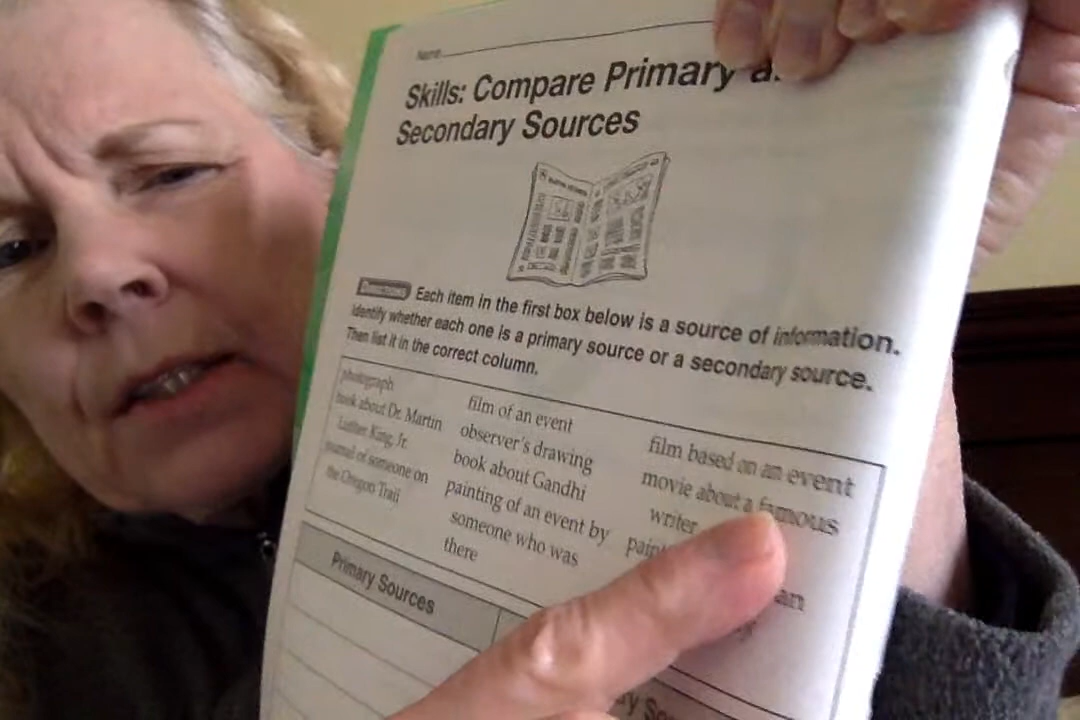 Name
Skills: Compare Primary
Secondary Sources
Directions Each item in the first box below is a source of information.
Identify whether each one is a primary source or a secondary source.
Then list it in the correct column.
photograph
book about Dr. Martin
Luther King, Jr.
journal of someone on
the Oregon Trail
film of an event
observer's drawing
book about Gandhi
painting of an event by
someone who was
there
film based on an event
movie about a famous
writer
an
Primary Sources